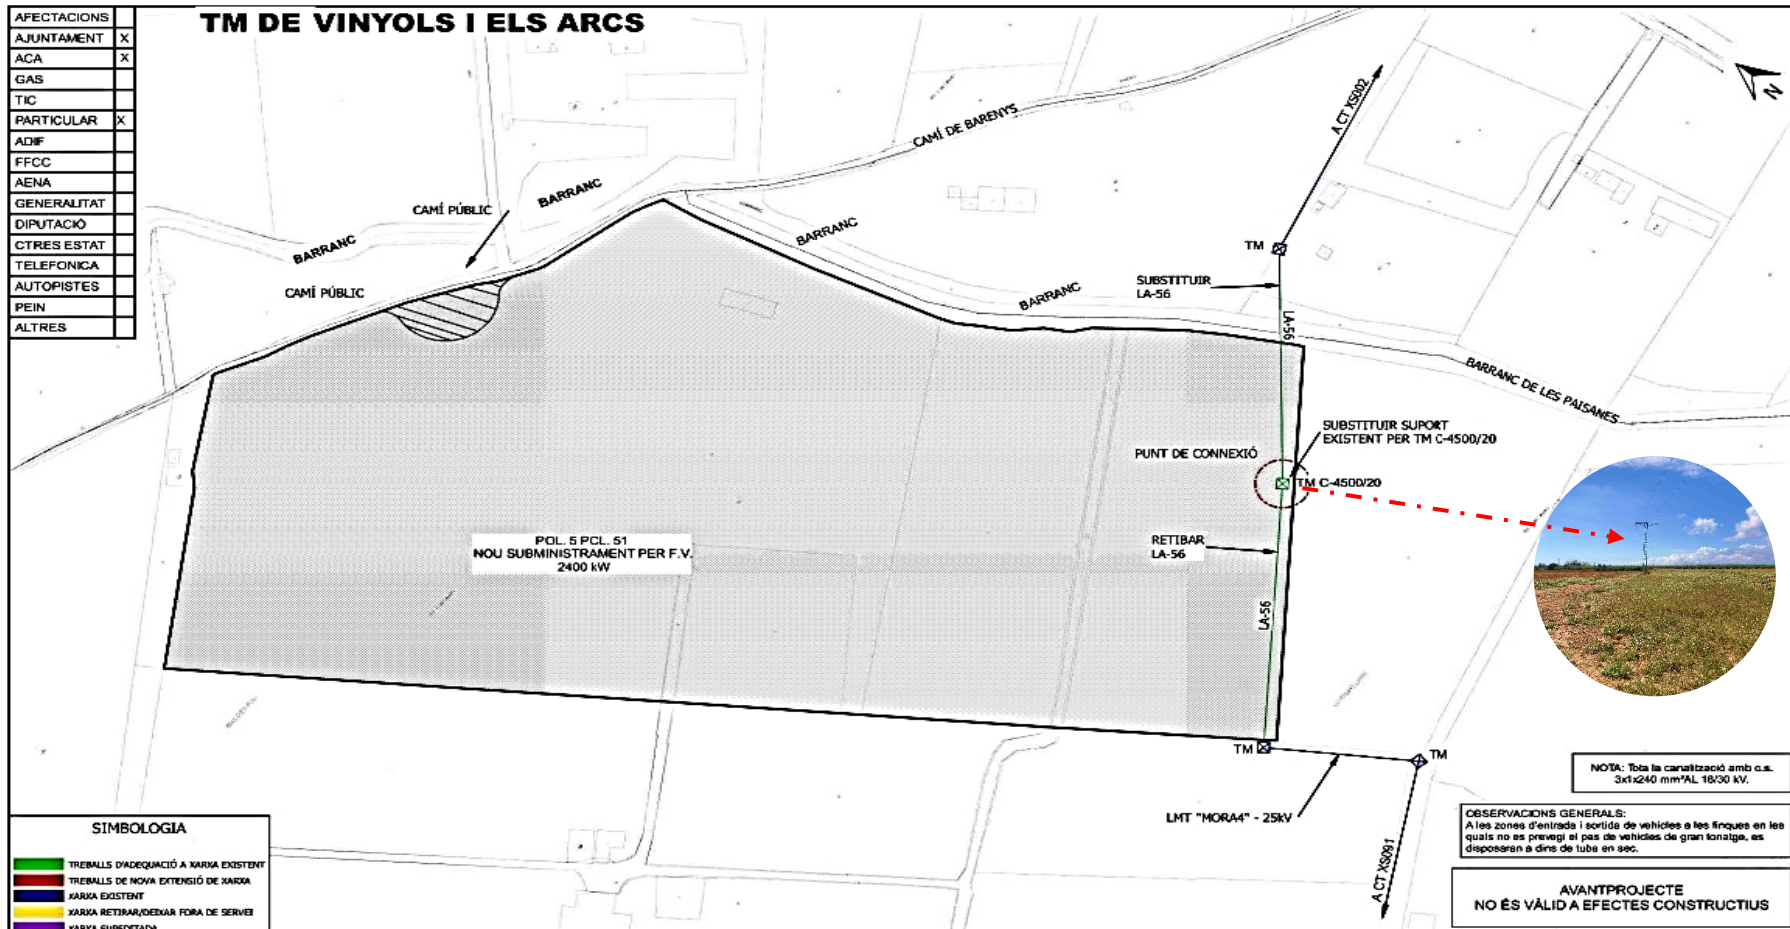 TM DE VINYOLS I ELS ARCS
AFECTACIONS
AJUNTAMENT X
ACA X
GAS
TIC
PARTICULAR X
ADIF
FFCC
AENA
GENERALITAT
DIPUTACIÓ
CTRES ESTAT
TELEFONICA
AUTOPISTES
PEIN
ALTRES
N
A CT XS002
CAMÍ DE BARENYS
CAMÍ PÚBLIC
BARRANC
BARRANC
BARRANC
CAMÍ PÚBLIC
BARRANC
TM
SUBSTITUIR
LA-56
LA-56
BARRANC DE LES PAISANES
SUBSTITUIR SUPORT
EXISTENT PER TM C-4500/20
PUNT DE CONNEXIÓ
TM C-4500/20
POL. 5 PCL. 51
NOU SUBMINISTRAMENT PER F.V.
2400 kW
RETIBAR
LA-56
LA-56
TM
TM
LMT "MORA4" - 25kV
A CT XS091
NOTA: Tota la canalització amb c.s.
3x1x240 mm²AL 18/30 kV.
OBSERVACIONS GENERALS:
A les zones d'entrada i sortida de vehicles a les finques en les
quals no es prevegi el pas de vehicles de gran tonatge, es
disposaran a dins de tube en sec.
AVANTPROJECTE
NO ÉS VÀLID A EFECTES CONSTRUCTIUS
SIMBOLOGIA
TREBALLS D'ADEQUACIÓ A XARXA EXISTENT
TREBALLS DE NOVA EXTENSIÓ DE XARXA
XARXA EXISTENT
XARXA RETIRAR/DEIXAR FORA DE SERVEI
XARXA SUPEDITADA